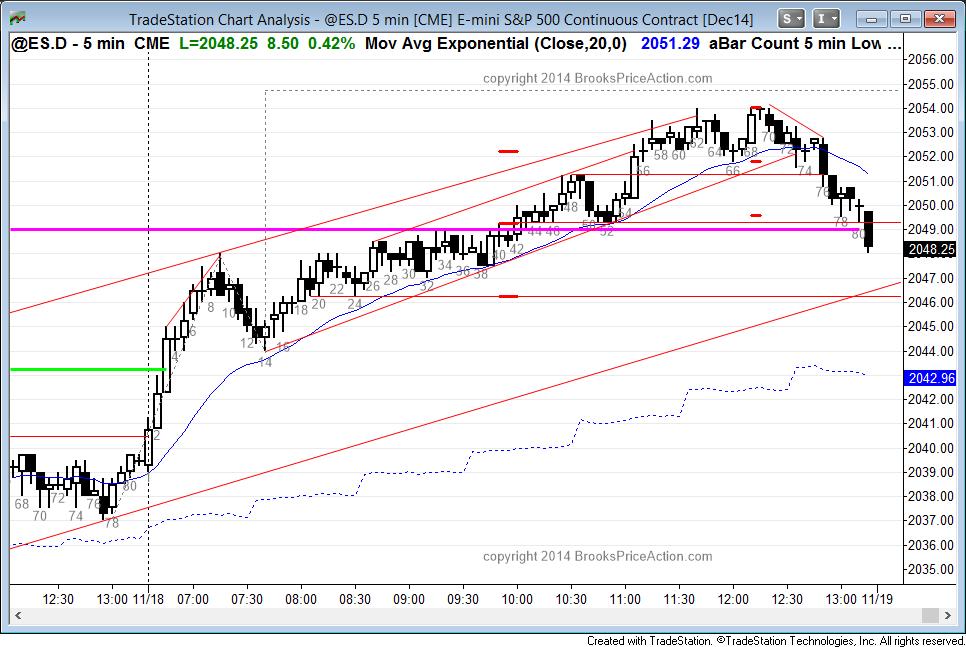 TradeStation Chart Analysis - @ES.D 5 min [CME] E-mini S&P 500 Continuous Contract [Dec14]
S I
@ES.D - 5 min CME L=2048.25 8.50 0.42% Mov Avg Exponential (Close,20,0) 2051.29 aBar Count 5 min Low ...
copyright 2014 BrooksPriceAction.com
2056.00
2055.00
2054.00
2053.00
2052.00
2051.00
2050.00
2049.00
2048.25
2047.00
2046.00
2045.00
2044.00
2042.96
2042.00
2041.00
2040.00
2039.00
2038.00
2037.00
2036.00
2035.00
68 70 72 74 76 78 80 2 4 6 8 10 12 14 16 18 20 22 24 26 28 30 32 34 36 38 40 42 44 46 48 50 52 54 56 58 60 62 64 66 68 70 72 74 76 78 80
copyright 2014 BrooksPriceAction.com
12:30 13:00 11/18 07:00 07:30 08:00 08:30 09:00 09:30 10:00 10:30 11:00 11:30 12:00 12:30 13:00 11/19
Created with TradeStation. ©TradeStation Technologies, Inc. All rights reserved.